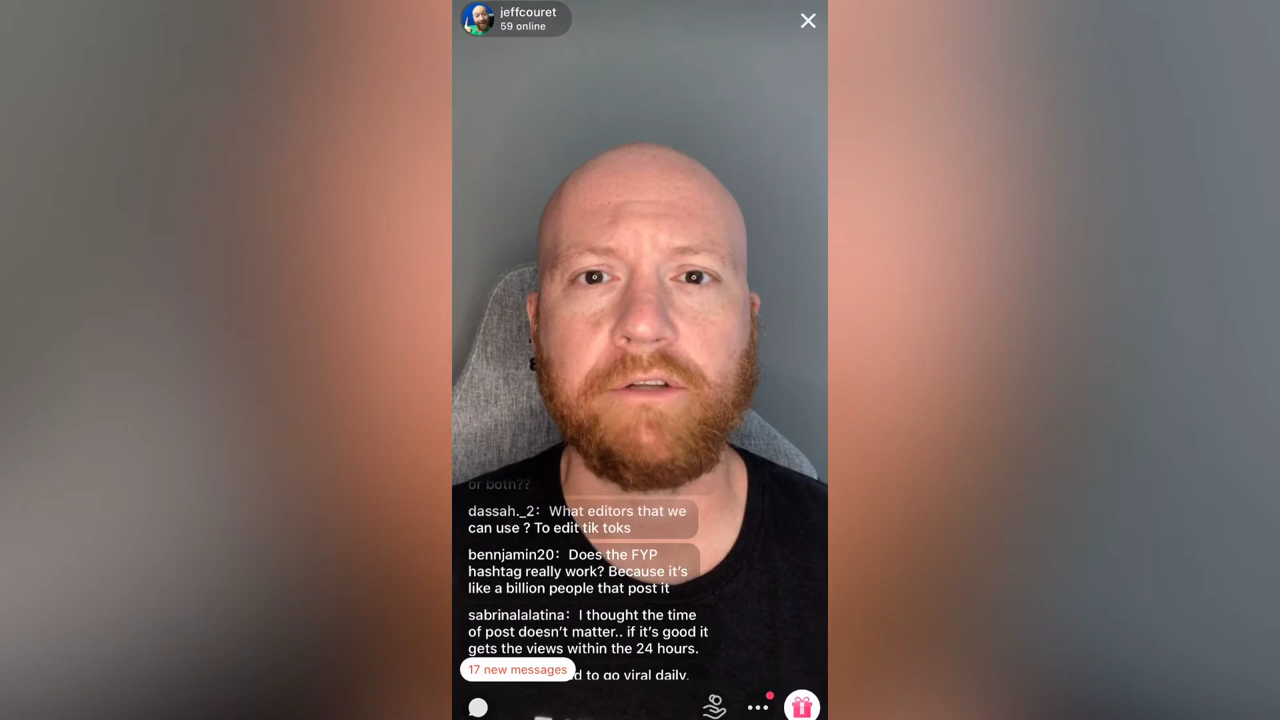 jeffcouret
59 online
or both??
dassah._2: What editors that we
can use ? To edit tik toks
bennjamin20: Does the FYP
hashtag really work? Because it's
like a billion people that post it
sabrinalalatina: I thought the time
of post doesn't matter.. if it's good it
gets the views within the 24 hours.
17 new messages
to go viral daily.